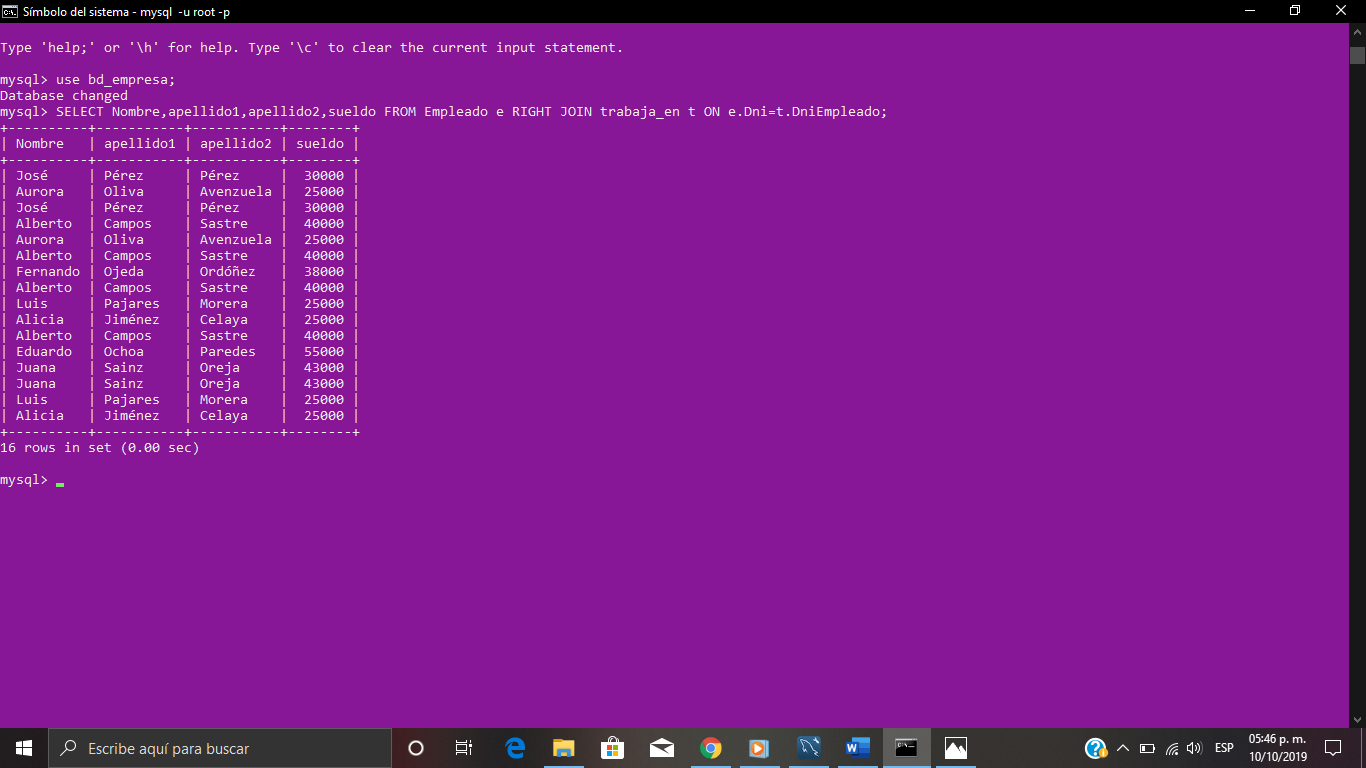 Símbolo del sistema - mysql -u root -p
Type 'help;' or '\h' for help. Type '\c' to clear the current input statement.
mysql> use bd_empresa;
Database changed
mysql> SELECT Nombre,apellido1,apellido2,sueldo FROM Empleado e RIGHT JOIN trabaja_en t ON e.Dni=t.DniEmpleado;
+----------+-----------+-----------+--------+
| Nombre   | apellido1 | apellido2 | sueldo |
+----------+-----------+-----------+--------+
| José     | Pérez     | Pérez     |  30000 |
| Aurora   | Oliva     | Avenzuela |  25000 |
| José     | Pérez     | Pérez     |  30000 |
| Alberto  | Campos    | Sastre    |  40000 |
| Aurora   | Oliva     | Avenzuela |  25000 |
| Alberto  | Campos    | Sastre    |  40000 |
| Fernando | Ojeda     | Ordóñez   |  38000 |
| Alberto  | Campos    | Sastre    |  40000 |
| Luis     | Pajares   | Morera    |  25000 |
| Alicia   | Jiménez   | Celaya    |  25000 |
| Alberto  | Campos    | Sastre    |  40000 |
| Eduardo  | Ochoa     | Paredes   |  55000 |
| Juana    | Sainz     | Oreja     |  43000 |
| Juana    | Sainz     | Oreja     |  43000 |
| Luis     | Pajares   | Morera    |  25000 |
| Alicia   | Jiménez   | Celaya    |  25000 |
+----------+-----------+-----------+--------+
16 rows in set (0.00 sec)
mysql>
Escribe aquí para buscar
ESP
05:46 p. m.
10/10/2019